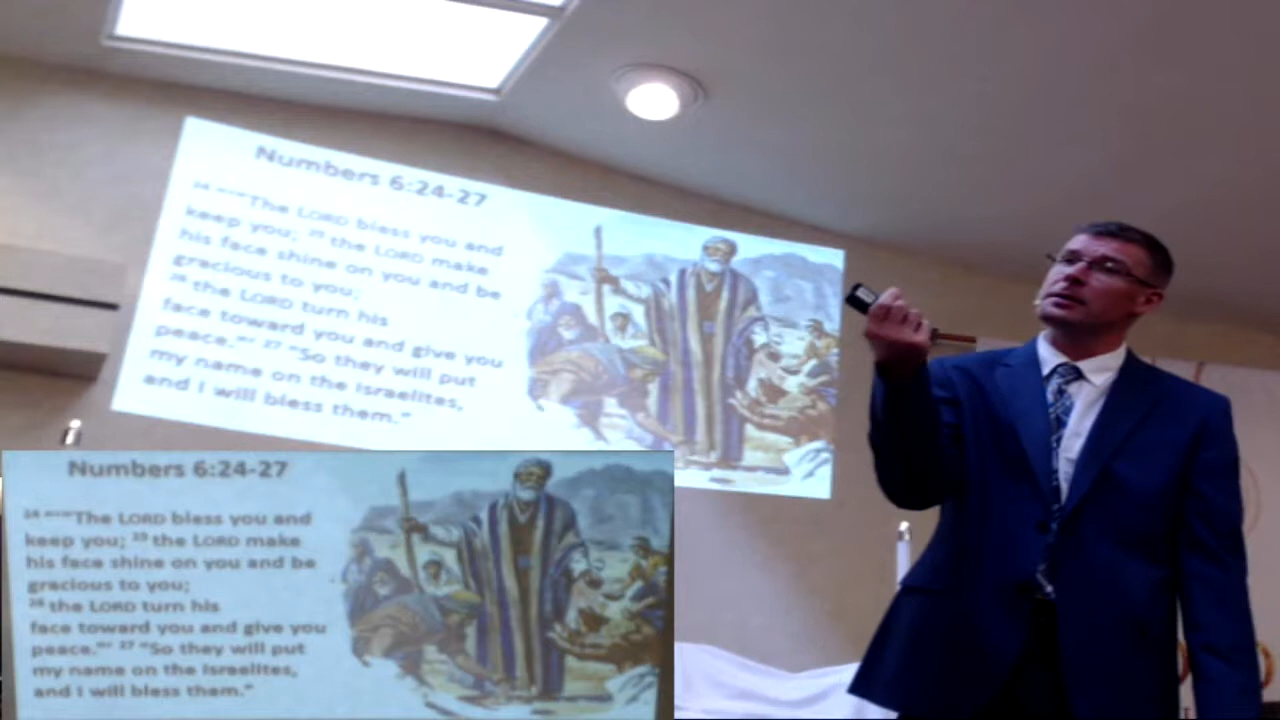 Numbers 6:24-27
24 "The LORD bless you and
keep you; 25 the LORD make
his face shine on you and be
gracious to you;
26 the LORD turn his
face toward you and give you
peace."' 27 "So they will put
my name on the Israelites,
and I will bless them."
Numbers 6:24-27
24 "The LORD bless you and
keep you; 25 the LORD make
his face shine on you and be
gracious to you;
26 the LORD turn his
face toward you and give you
peace."' 27 "So they will put
my name on the Israelites,
and I will bless them."